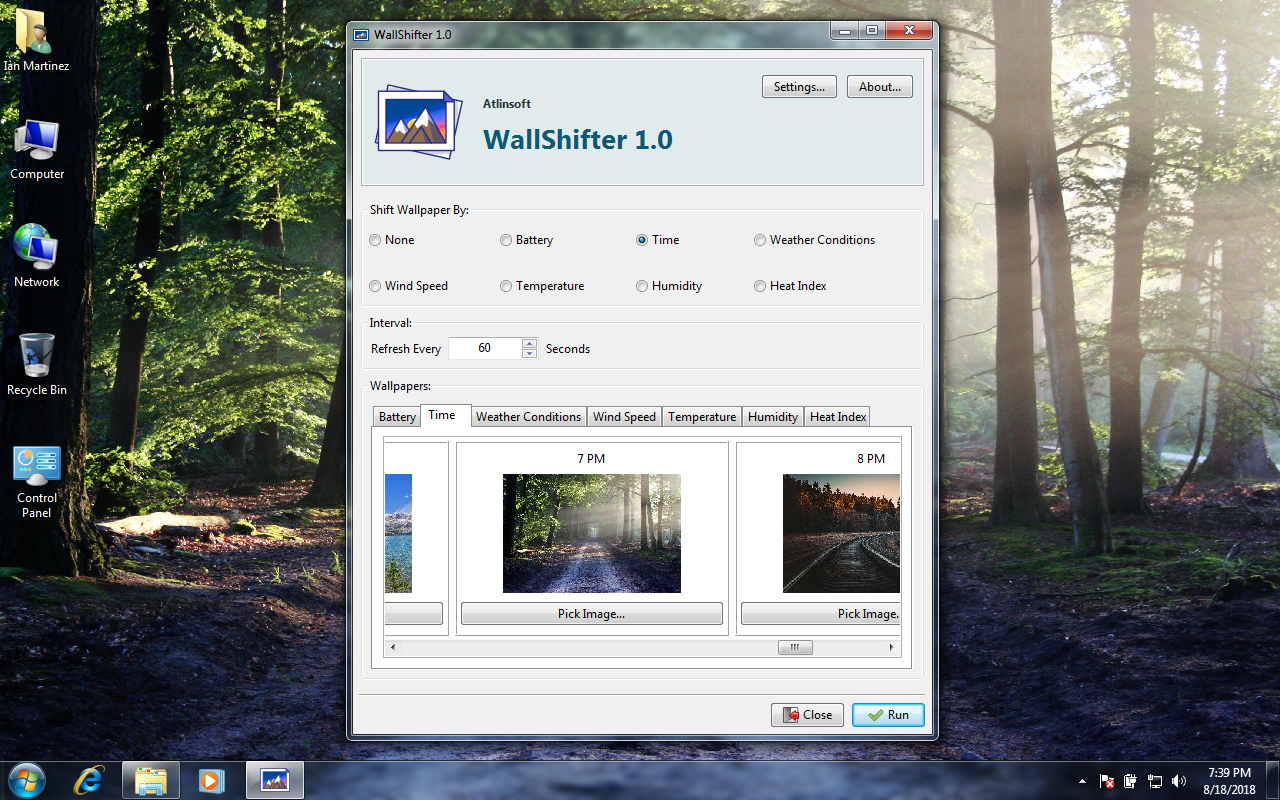 Ian Martinez
Computer
Network
Recycle Bin
Control
Panel
WallShifter 1.0
Settings...
About...
Atlinsoft
WallShifter 1.0
Shift Wallpaper By:
None
Battery
Time
Weather Conditions
Wind Speed
Temperature
Humidity
Heat Index
Interval:
Refresh Every 60 Seconds
Wallpapers:
Battery
Time
Weather Conditions
Wind Speed
Temperature
Humidity
Heat Index
7 PM
8 PM
Pick Image...
Pick Image.
Close
Run
7:39 PM
8/18/2018